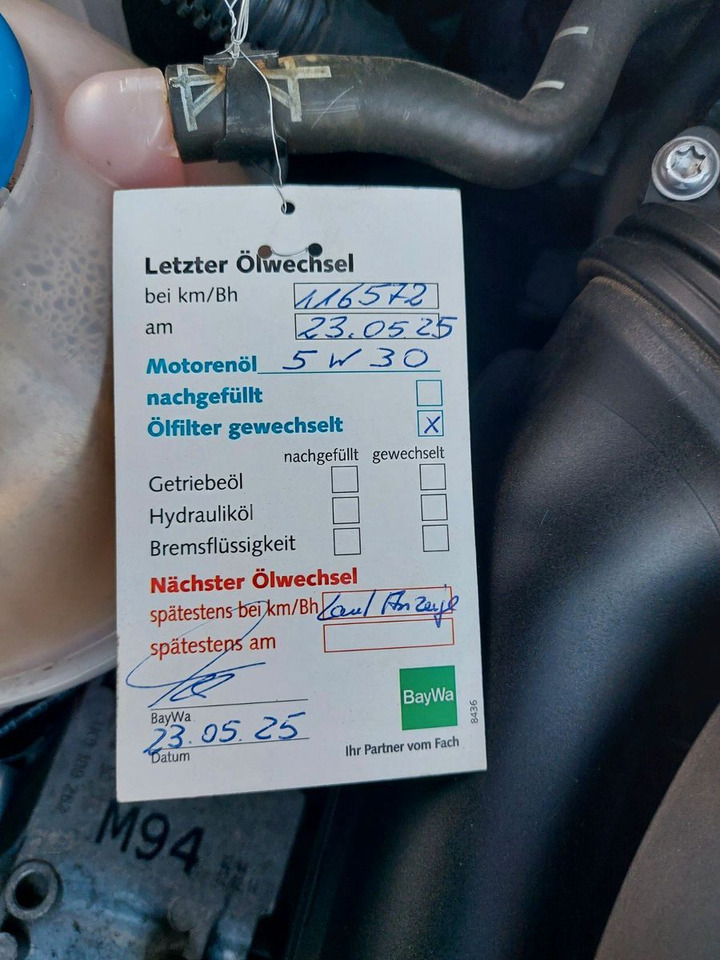 Letzter Ölwechsel
bei km/Bh 116572
am 23.05.25
Motorenöl 5 W 30
nachgefüllt
Ölfilter gewechselt X
nachgefüllt gewechselt
Getriebeöl
Hydrauliköl
Bremsflüssigkeit
Nächster Ölwechsel
spätestens bei km/Bh laut Anzeige
spätestens am
BayWa
BayWa
23.05.25
Datum
Ihr Partner vom Fach
8436
M94